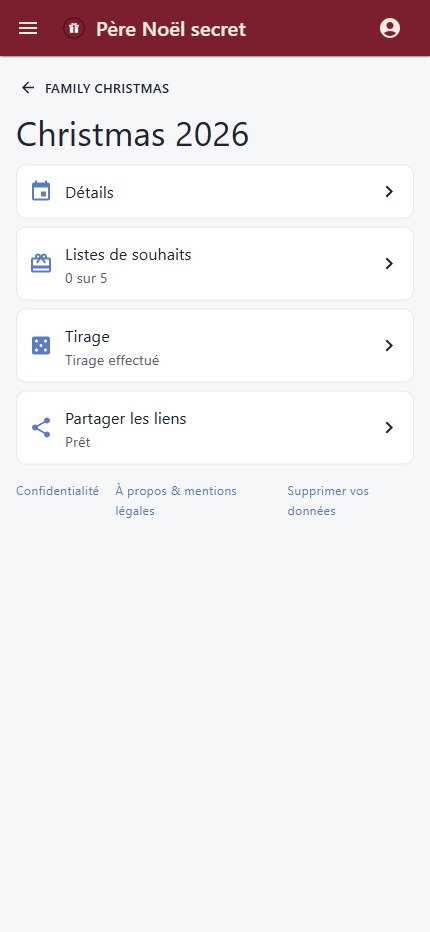 Père Noël secret
FAMILY CHRISTMAS
Christmas 2026
Détails
Listes de souhaits
0 sur 5
Tirage
Tirage effectué
Partager les liens
Prêt
Confidentialité
À propos & mentions
légales
Supprimer vos
données